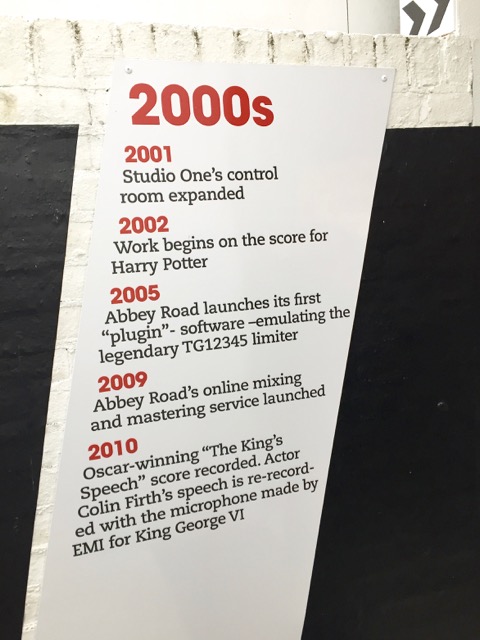 2000s
2001
Studio One's control
room expanded
2002
Work begins on the score for
Harry Potter
2005
Abbey Road launches its first
"plugin"- software –emulating the
legendary TG12345 limiter
2009
Abbey Road's online mixing
and mastering service launched
2010
Oscar-winning "The King's
Speech" score recorded. Actor
Colin Firth's speech is re-record-
ed with the microphone made by
EMI for King George VI